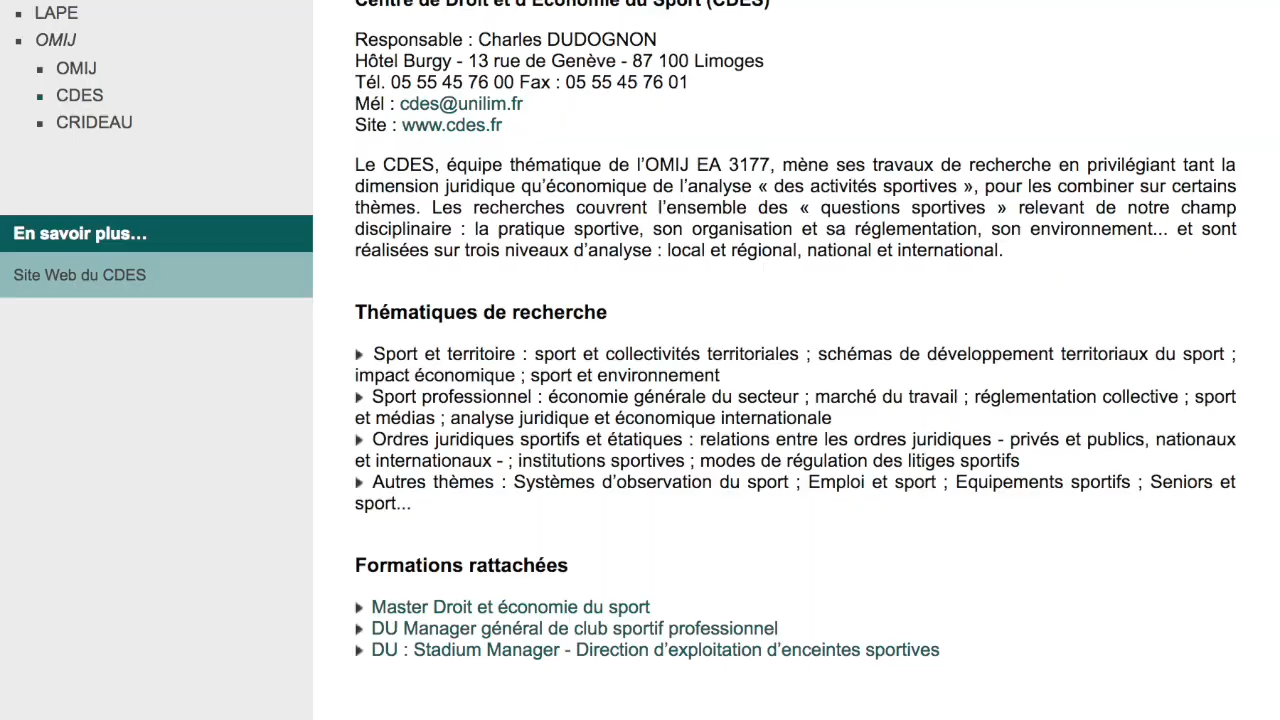 LAPE
OMIJ
OMIJ
CDES
CRIDEAU
En savoir plus...
Site Web du CDES
Centre de Droit et d'Economie du Sport (CDES)
Responsable : Charles DUDOGNON
Hôtel Burgy - 13 rue de Genève - 87 100 Limoges
Tél. 05 55 45 76 00 Fax : 05 55 45 76 01
Mél : cdes@unilim.fr
Site : www.cdes.fr
Le CDES, équipe thématique de l'OMIJ EA 3177, mène ses travaux de recherche en privilégiant tant la
dimension juridique qu'économique de l'analyse « des activités sportives », pour les combiner sur certains
thèmes. Les recherches couvrent l'ensemble des « questions sportives » relevant de notre champ
disciplinaire : la pratique sportive, son organisation et sa réglementation, son environnement... et sont
réalisées sur trois niveaux d'analyse : local et régional, national et international.
Thématiques de recherche
Sport et territoire : sport et collectivités territoriales ; schémas de développement territoriaux du sport ;
impact économique ; sport et environnement
Sport professionnel : économie générale du secteur ; marché du travail ; réglementation collective ; sport
et médias ; analyse juridique et économique internationale
Ordres juridiques sportifs et étatiques : relations entre les ordres juridiques - privés et publics, nationaux
et internationaux - ; institutions sportives ; modes de régulation des litiges sportifs
Autres thèmes : Systèmes d'observation du sport ; Emploi et sport ; Equipements sportifs ; Seniors et
sport...
Formations rattachées
Master Droit et économie du sport
DU Manager général de club sportif professionnel
DU : Stadium Manager - Direction d'exploitation d'enceintes sportives